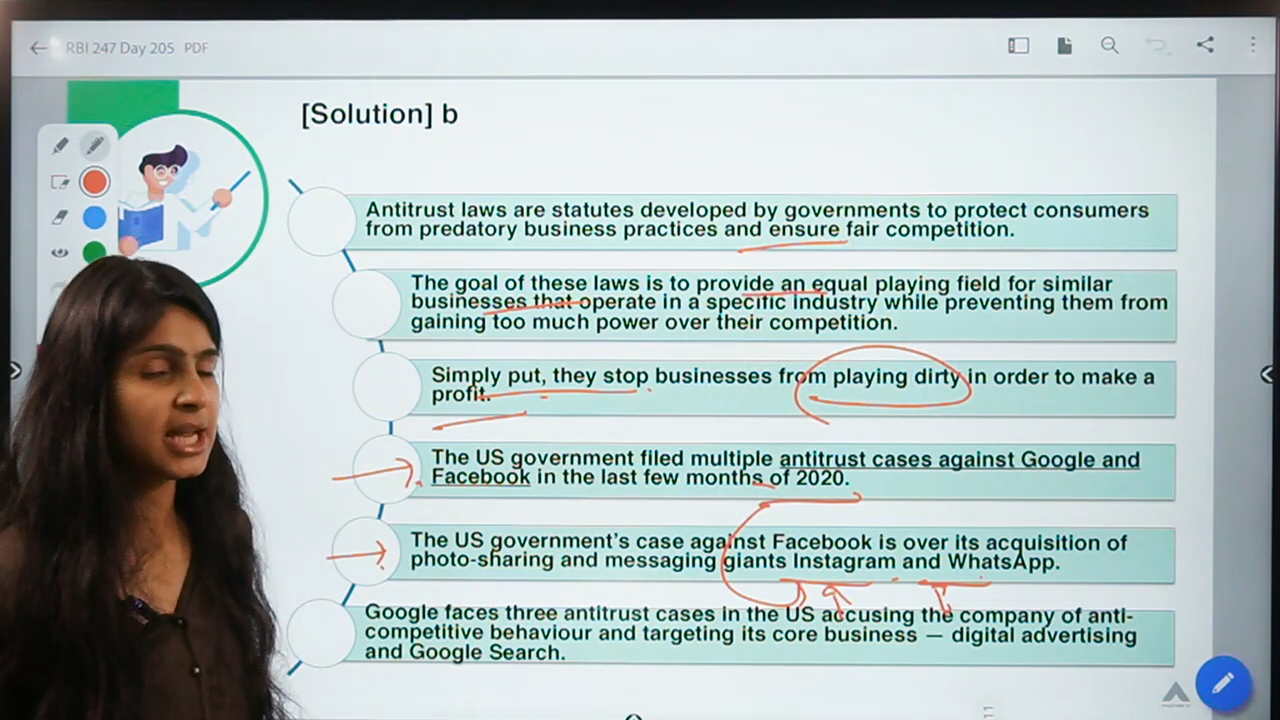 RBI 247 Day 205 PDF
[Solution] b
Antitrust laws are statutes developed by governments to protect consumers
from predatory business practices and ensure fair competition.
The goal of these laws is to provide an equal playing field for similar
businesses that operate in a specific industry while preventing them from
gaining too much power over their competition.
Simply put, they stop businesses from playing dirty in order to make a
profit.
The US government filed multiple antitrust cases against Google and
Facebook in the last few months of 2020.
The US government's case against Facebook is over its acquisition of
photo-sharing and messaging giants Instagram and WhatsApp.
Google faces three antitrust cases in the US accusing the company of anti-
competitive behaviour and targeting its core business — digital advertising
and Google Search.
11